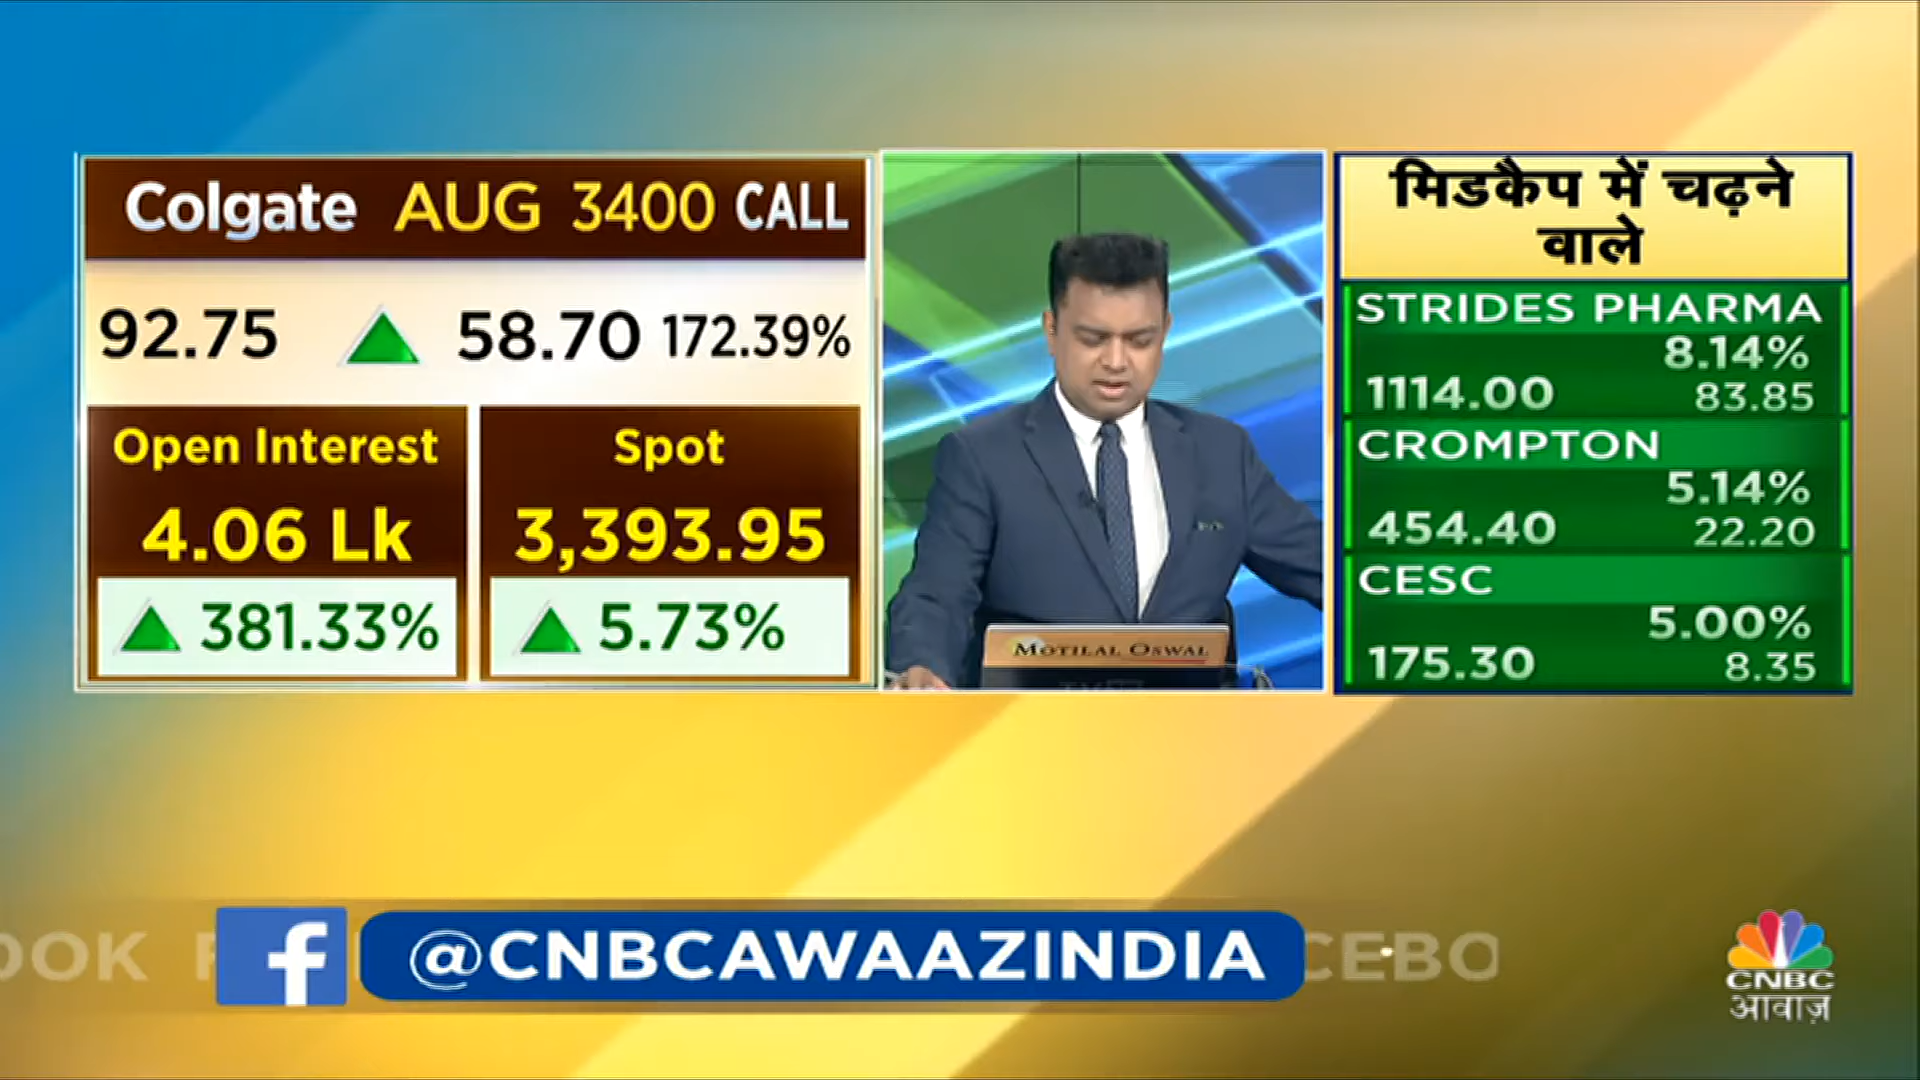 Colgate AUG 3400 CALL
92.75 58.70 172.39%
Open Interest
4.06 Lk
381.33%
Spot
3,393.95
5.73%
MOTILAL OSWAL
मिडकैप में चढ़ने
वाले
STRIDES PHARMA
8.14%
1114.00 83.85
CROMPTON
5.14%
454.40 22.20
CESC
5.00%
175.30 8.35
OOK F f @CNBCAWAAZINDIA CEBO
CNBC
आवाज़